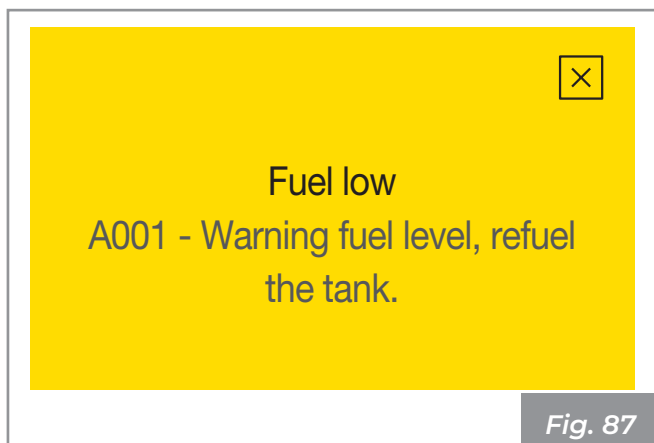 Fuel low
A001 - Warning fuel level, refuel
the tank.
Fig. 87